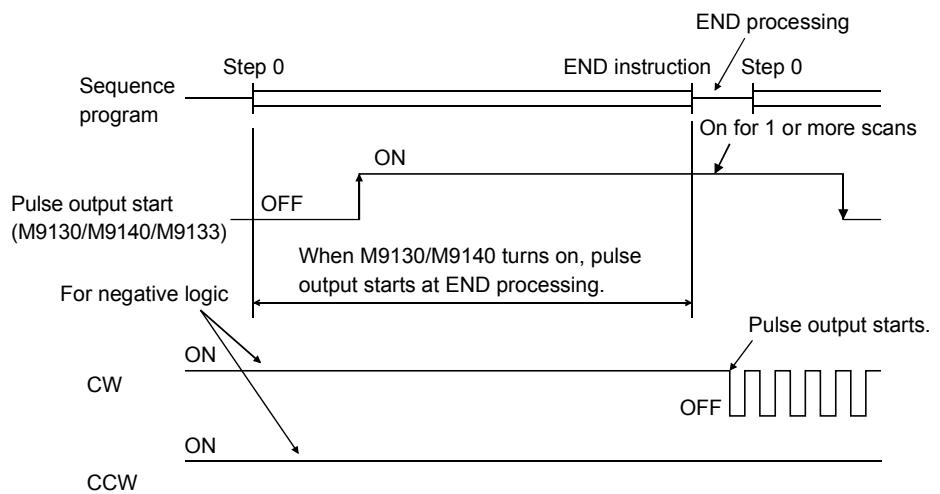 END processing
Step 0
END instruction
Step 0
Sequence
program
On for 1 or more scans
ON
Pulse output start
(M9130/M9140/M9133)
OFF
When M9130/M9140 turns on, pulse
output starts at END processing.
For negative logic
Pulse output starts.
ON
CW
OFF
ON
CCW